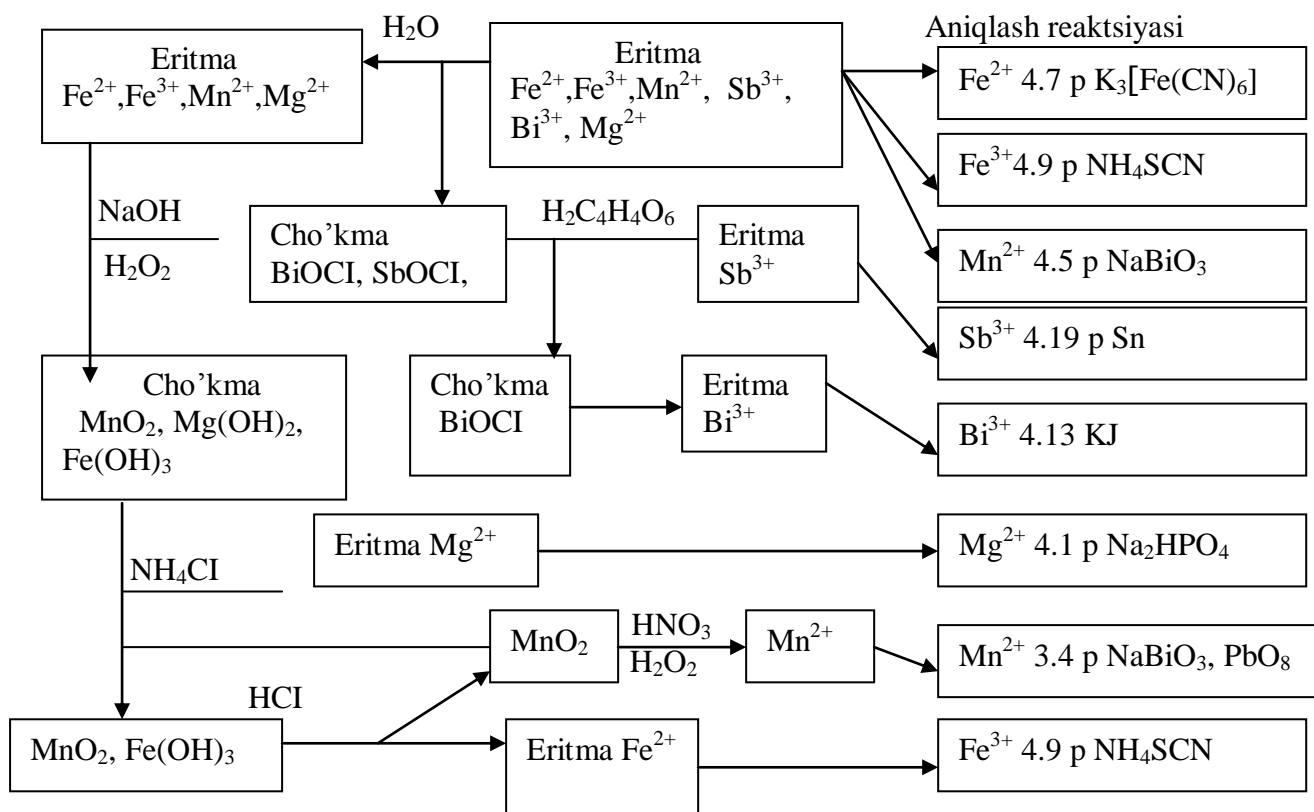 Aniqlash reaktsiyasi
H₂O
Eritma
Fe²⁺,Fe³⁺,Mn²⁺,Mg²⁺
Eritma
Fe²⁺,Fe³⁺,Mn²⁺, Sb³⁺,
Bi³⁺, Mg²⁺
Fe²⁺ 4.7 p K₃[Fe(CN)₆]
Fe³⁺4.9 p NH₄SCN
NaOH
H₂O₂
Cho’kma
BiOCI, SbOCI,
H₂C₄H₄O₆
Eritma
Sb³⁺
Mn²⁺ 4.5 p NaBiO₃
Sb³⁺ 4.19 p Sn
Cho’kma
MnO₂, Mg(OH)₂,
Fe(OH)₃
Cho’kma
BiOCI
Eritma
Bi³⁺
Bi³⁺ 4.13 KJ
NH₄CI
Eritma Mg²⁺
Mg²⁺ 4.1 p Na₂HPO₄
MnO₂
HNO₃
H₂O₂
Mn²⁺
Mn²⁺ 3.4 p NaBiO₃, PbO₈
HCI
MnO₂, Fe(OH)₃
Eritma Fe²⁺
Fe³⁺ 4.9 p NH₄SCN